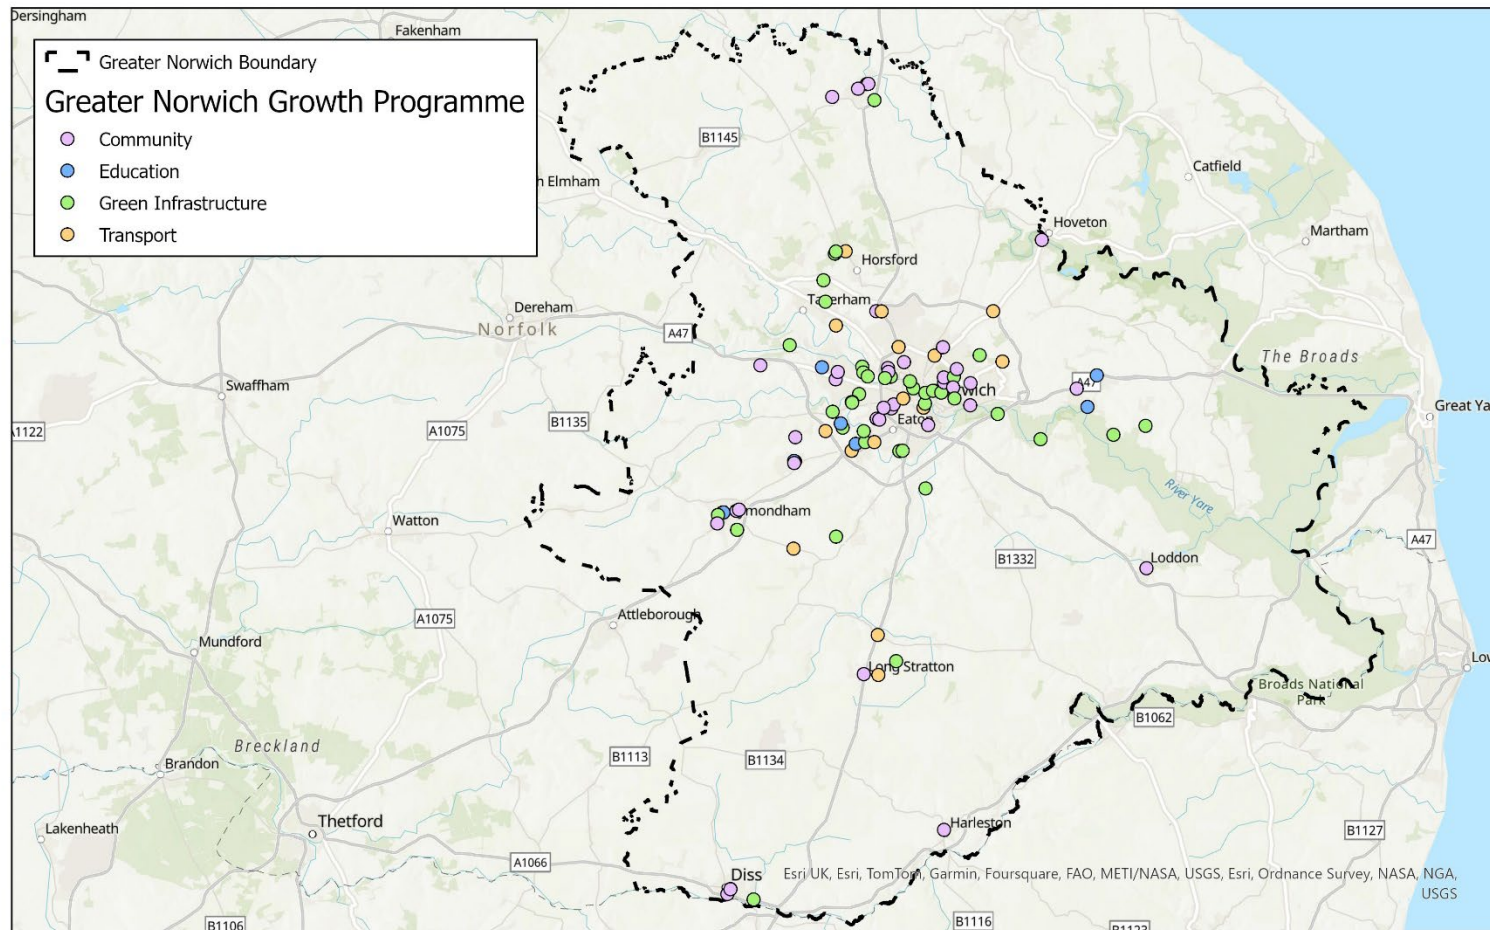 Dersingham
Fakenham
Greater Norwich Boundary
Greater Norwich Growth Programme
Community
Education
Green Infrastructure
Transport
B1145
Catfield
h Elmham
Hoveton
Martham
Horsford
Dereham
Norfolk
A47
The Broads
Swaffham
A47
Great Ya
A1122
A1075
B1135
Eaton
River Yare
Watton
mondham
A47
B1332
Loddon
Attleborough
A1075
Mundford
Long Stratton
Broads National
Park
B1062
Breckland
Brandon
B1113
B1134
Thetford
Harleston
Lakenheath
B1127
A1066
Diss
Esri UK, Esri, TomTom, Garmin, Foursquare, FAO, METI/NASA, USGS, Esri, Ordnance Survey, NASA, NGA,
USGS
B1106
B1116